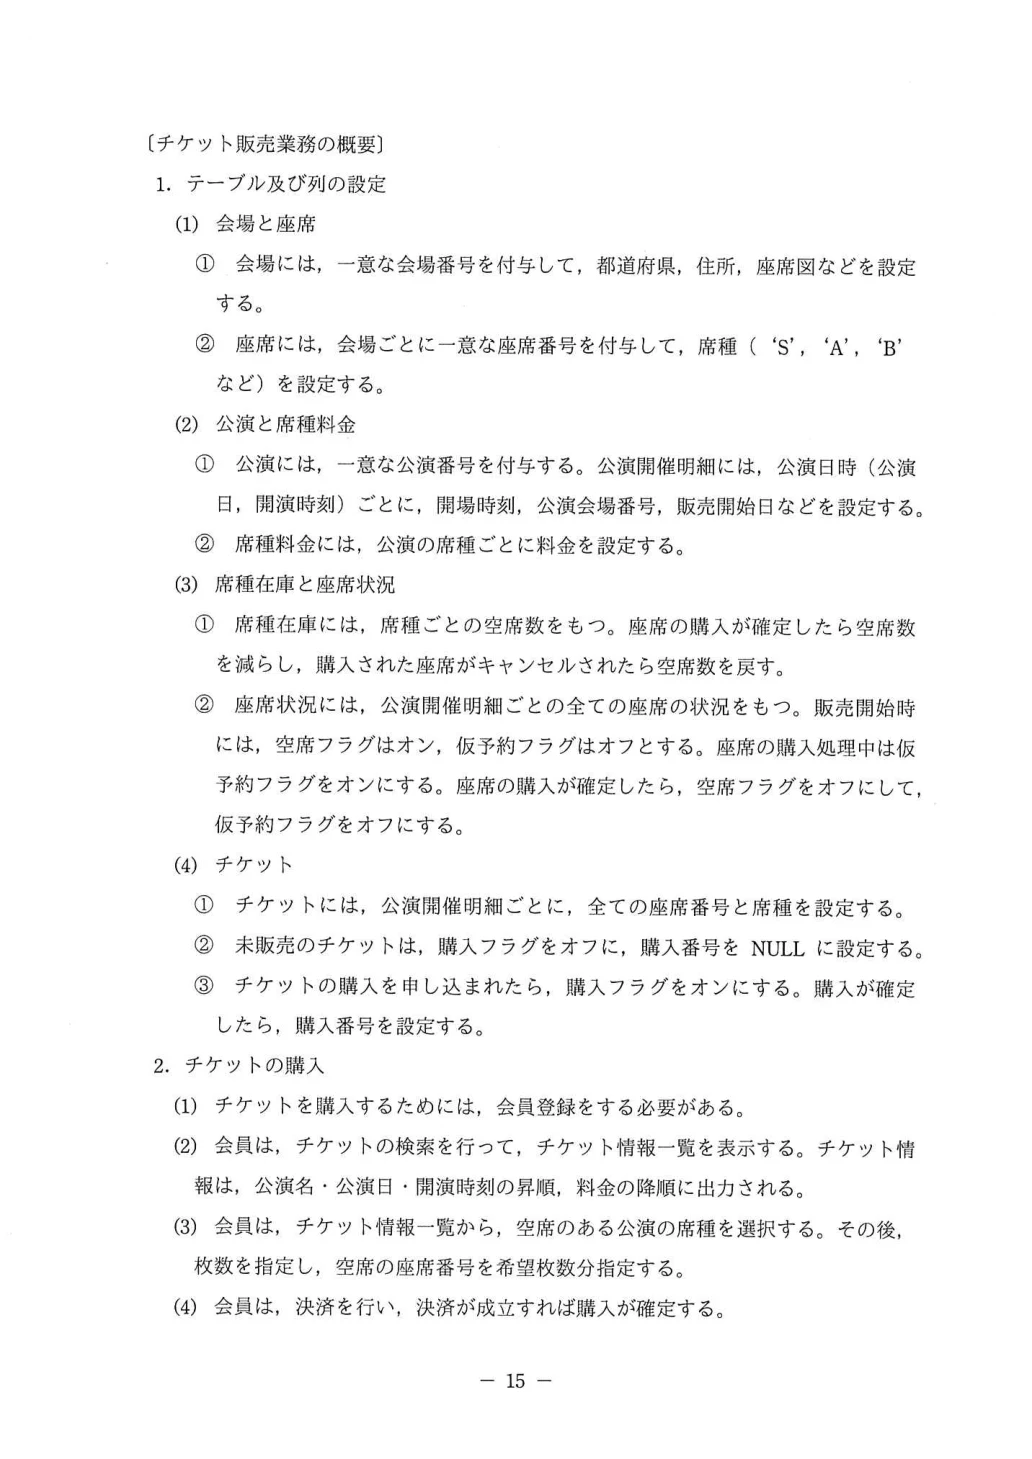 〔チケット販売業務の概要〕
1. テーブル及び列の設定
(1) 会場と座席
① 会場には，一意な会場番号を付与して，都道府県，住所，座席図などを設定
する。
② 座席には，会場ごとに一意な座席番号を付与して，席種（ 'S'，'A'，'B'
など）を設定する。
(2) 公演と席種料金
① 公演には，一意な公演番号を付与する。公演開催明細には，公演日時（公演
日，開演時刻）ごとに，開場時刻，公演会場番号，販売開始日などを設定する。
② 席種料金には，公演の席種ごとに料金を設定する。
(3) 席種在庫と座席状況
① 席種在庫には，席種ごとの空席数をもつ。座席の購入が確定したら空席数
を減らし，購入された座席がキャンセルされたら空席数を戻す。
② 座席状況には，公演開催明細ごとの全ての座席の状況をもつ。販売開始時
には，空席フラグはオン，仮予約フラグはオフとする。座席の購入処理中は仮
予約フラグをオンにする。座席の購入が確定したら，空席フラグをオフにして，
仮予約フラグをオフにする。
(4) チケット
① チケットには，公演開催明細ごとに，全ての座席番号と席種を設定する。
② 未販売のチケットは，購入フラグをオフに，購入番号を NULL に設定する。
③ チケットの購入を申し込まれたら，購入フラグをオンにする。購入が確定
したら，購入番号を設定する。
2. チケットの購入
(1) チケットを購入するためには，会員登録をする必要がある。
(2) 会員は，チケットの検索を行って，チケット情報一覧を表示する。チケット情
報は，公演名・公演日・開演時刻の昇順，料金の降順に出力される。
(3) 会員は，チケット情報一覧から，空席のある公演の席種を選択する。その後，
枚数を指定し，空席の座席番号を希望枚数分指定する。
(4) 会員は，決済を行い，決済が成立すれば購入が確定する。
－ 15 －